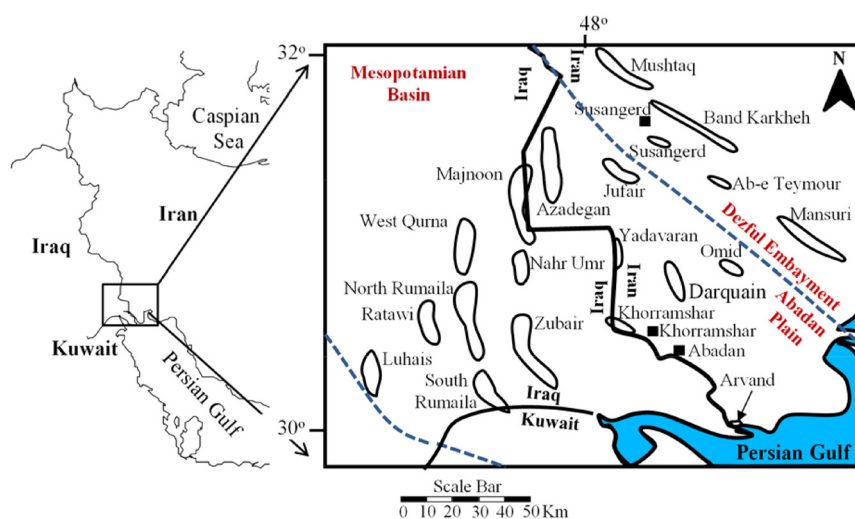 Caspian
Sea
Iran
Iraq
Kuwait
Persian Gulf
48º
32º
30º
N
Mesopotamian
Basin
Iraq
Iran
Mushtaq
Susangerd
Band Karkheh
Susangerd
Majnoon
Jufair
Ab-e Teymour
Azadegan
Mansuri
West Qurna
Yadavaran
Dezful Embayment
Omid
Nahr Umr
Iran
Iraq
Darquain
Abadan
Plain
North Rumaila
Ratawi
Zubair
Khorramshar
Khorramshar
Abadan
Luhais
South
Rumaila
Iraq
Kuwait
Arvand
Persian Gulf
Scale Bar
0 10 20 30 40 50 Km